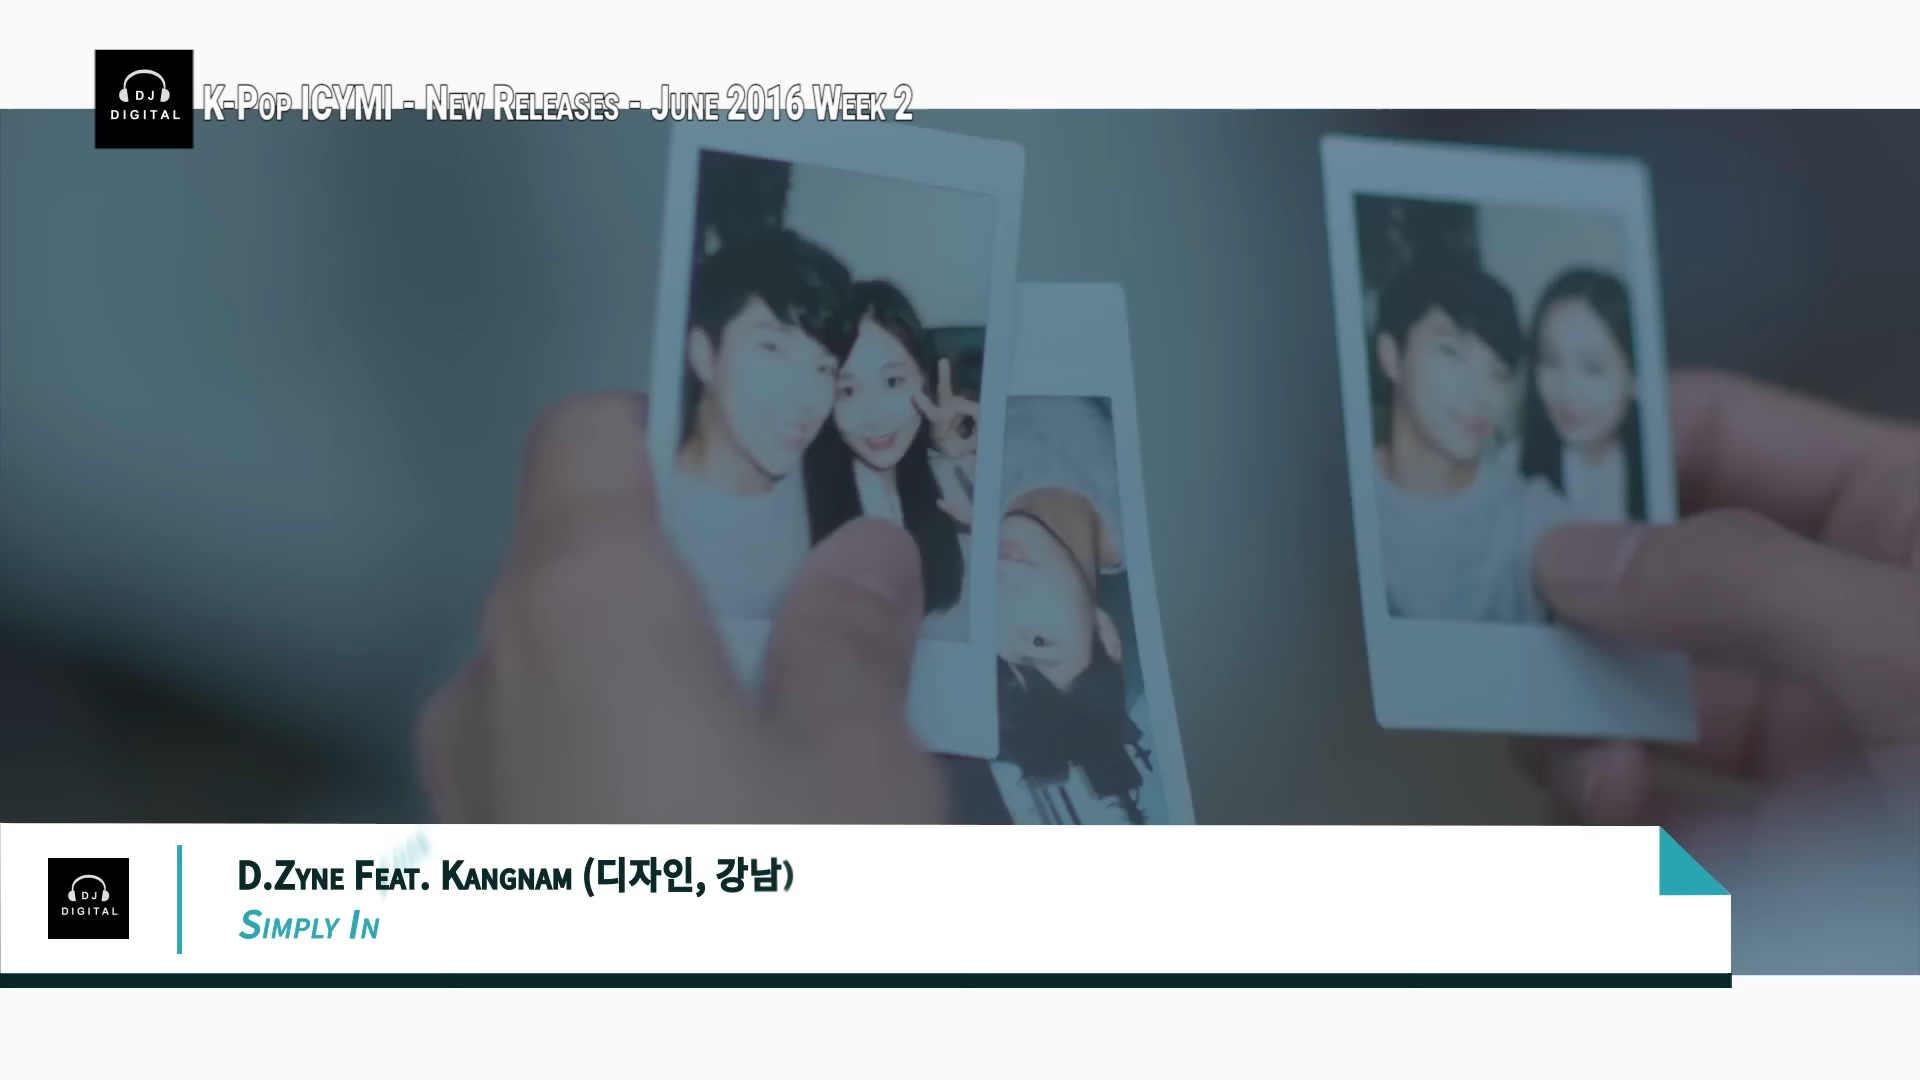 DJ
DIGITAL
K-Pop ICYMI - New Releases - June 2016 Week 2
DJ
DIGITAL
D.Zyne Feat. Kangnam (디자인, 강남)
Simply In